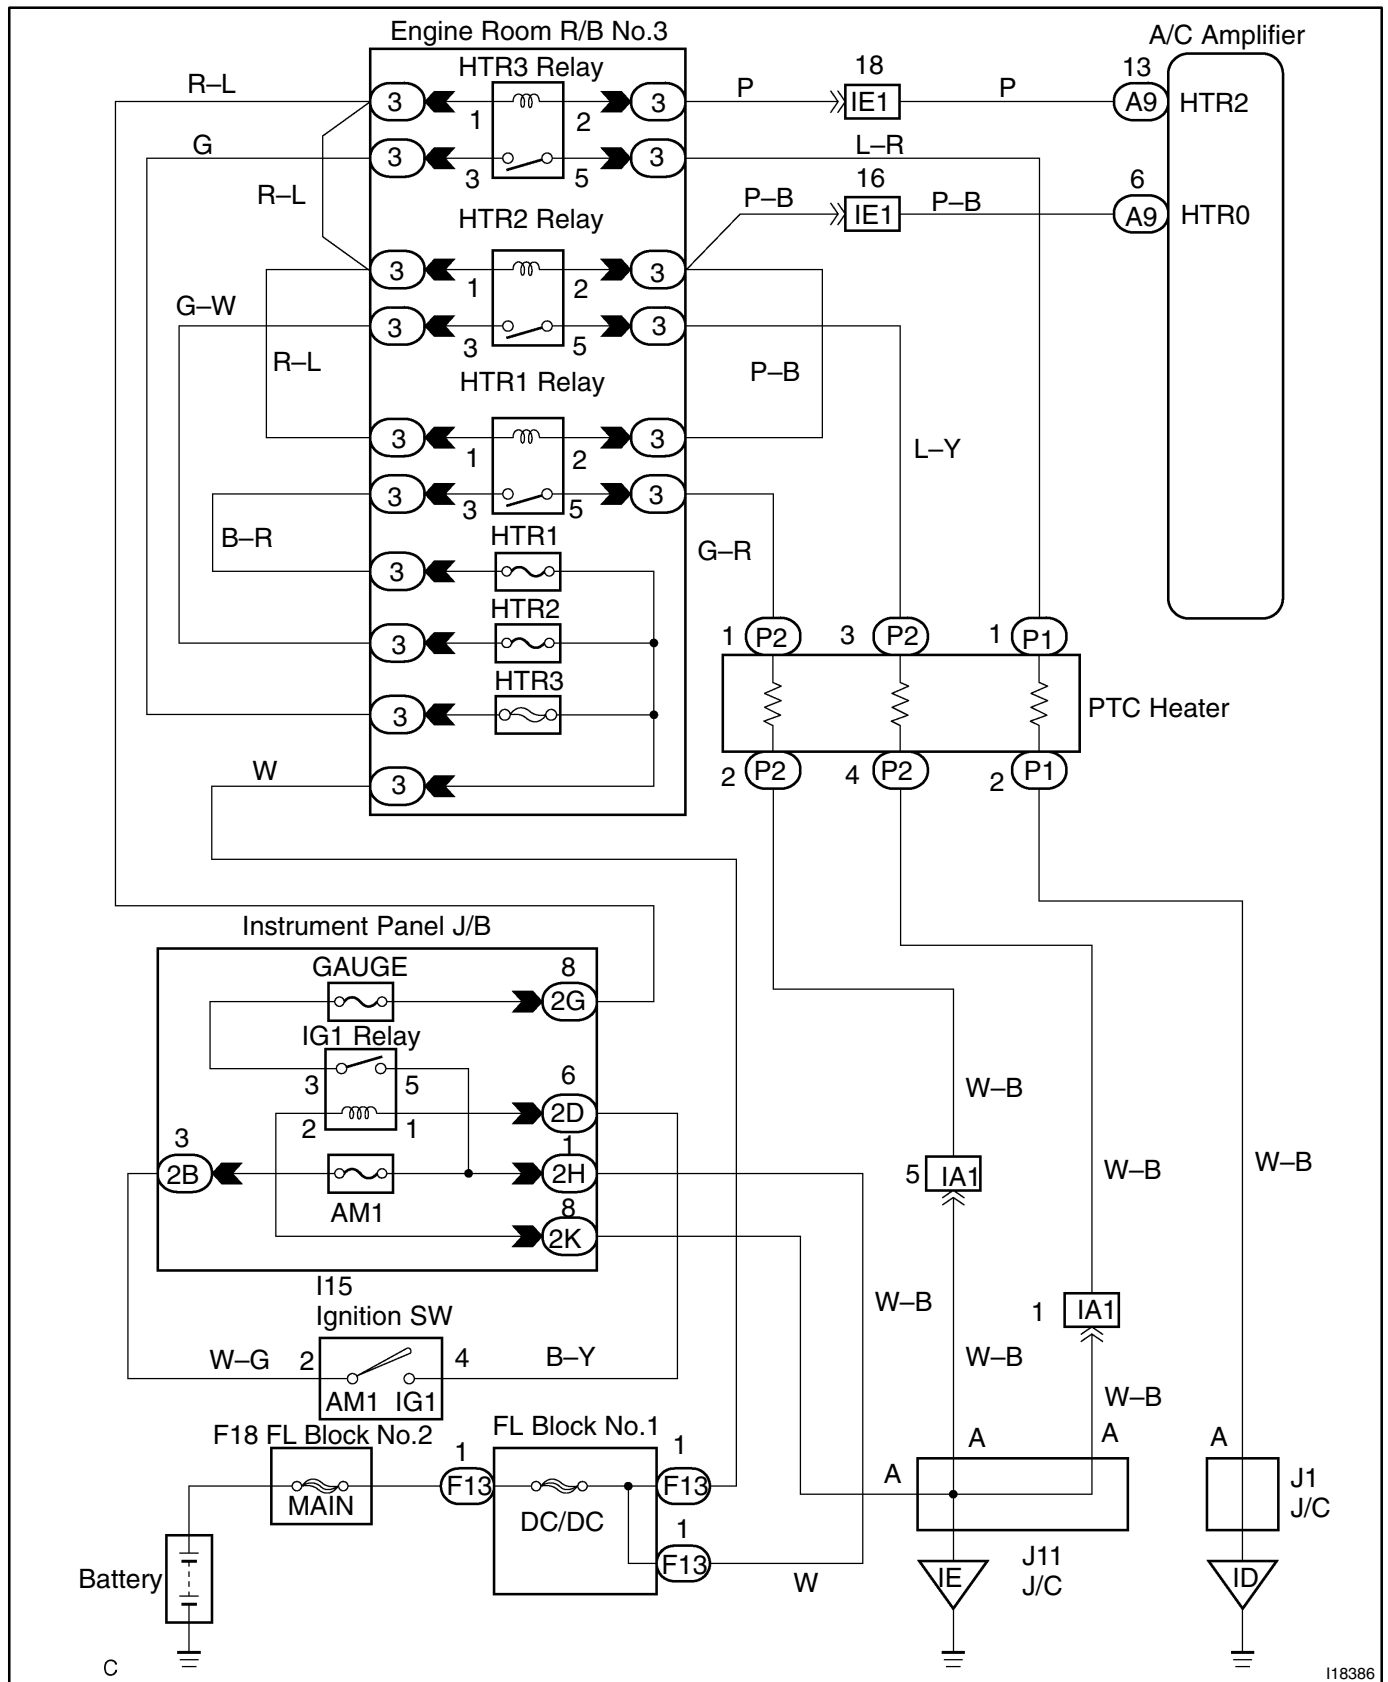 Engine Room R/B No.3
A/C Amplifier
HTR3 Relay
R–L
3
1
2
3
P
18
IE1
P
13
A9
HTR2
G
3
3
5
3
L–R
R–L
HTR2 Relay
P–B
16
IE1
P–B
6
A9
HTR0
3
1
2
3
G–W
3
3
5
3
R–L
HTR1 Relay
P–B
3
1
2
3
L–Y
3
3
5
3
B–R
HTR1
G–R
3
HTR2
1
P2
3
P2
1
P1
3
HTR3
3
PTC Heater
W
3
2
P2
4
P2
2
P1
Instrument Panel J/B
GAUGE
8
2G
IG1 Relay
3
5
6
2D
W–B
2
1
3
2B
1
2H
5
IA1
W–B
W–B
AM1
8
2K
I15
Ignition SW
W–B
1
IA1
W–G
2
4
B–Y
W–B
AM1
IG1
W–B
F18 FL Block No.2
FL Block No.1
1
F13
1
F13
A
A
A
A
MAIN
DC/DC
J1
J/C
1
F13
W
J11
J/C
Battery
IE
ID
C
I18386